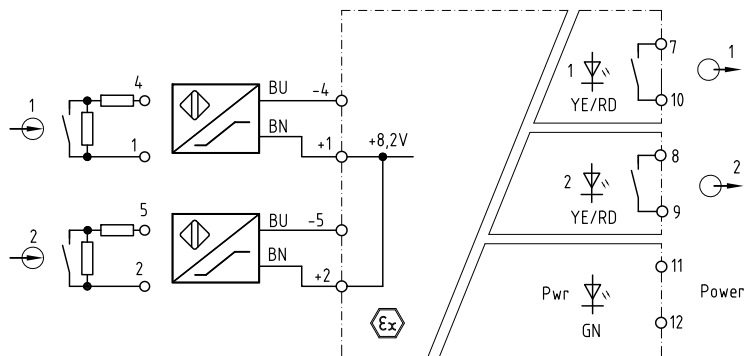 1
4
1
BU
-4
BN
+1
+8,2V
1
YE/RD
7
10
1
2
YE/RD
8
9
2
2
5
2
BU
-5
BN
+2
Ex
Pwr
GN
11
12
Power